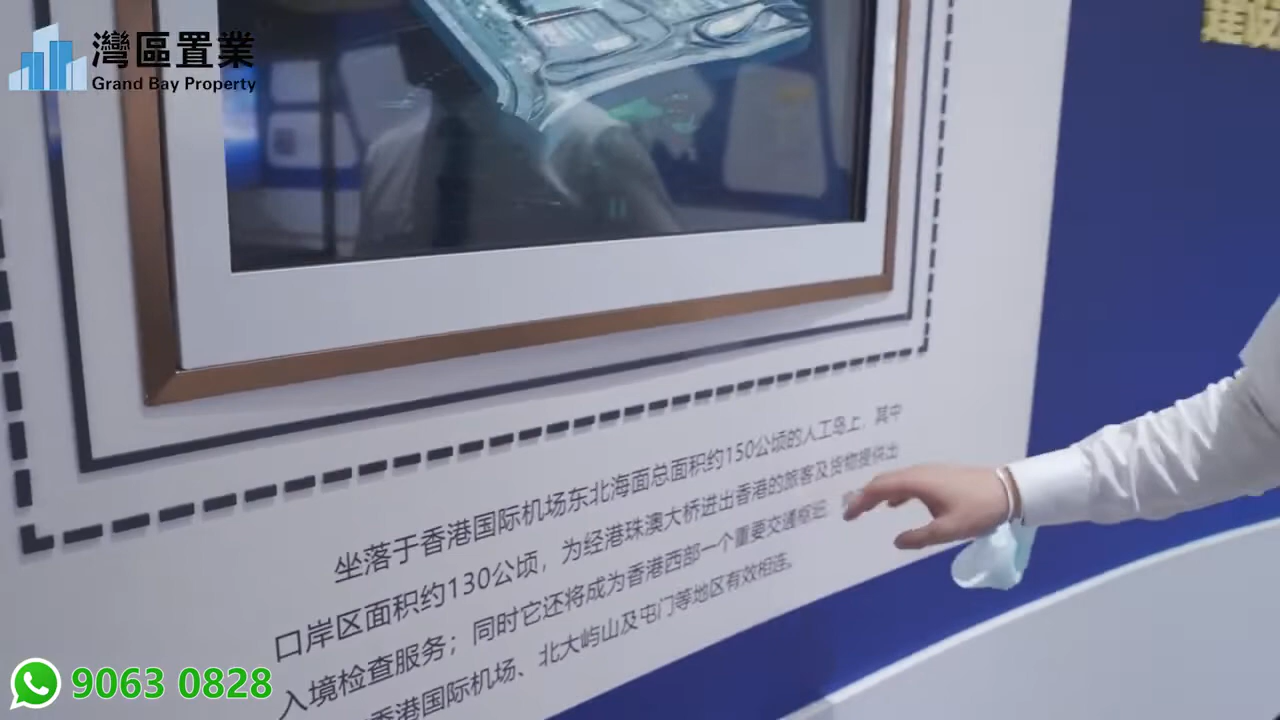 灣區置業
Grand Bay Property
坐落于香港国际机场东北海面总面积约150公顷的人工岛上，其中
口岸区面积约130公顷，为经港珠澳大桥进出香港的旅客及货物提供出
入境检查服务；同时它还将成为香港西部一个重要交通枢纽，
香港国际机场、北大屿山及屯门等地区有效相连。
9063 0828